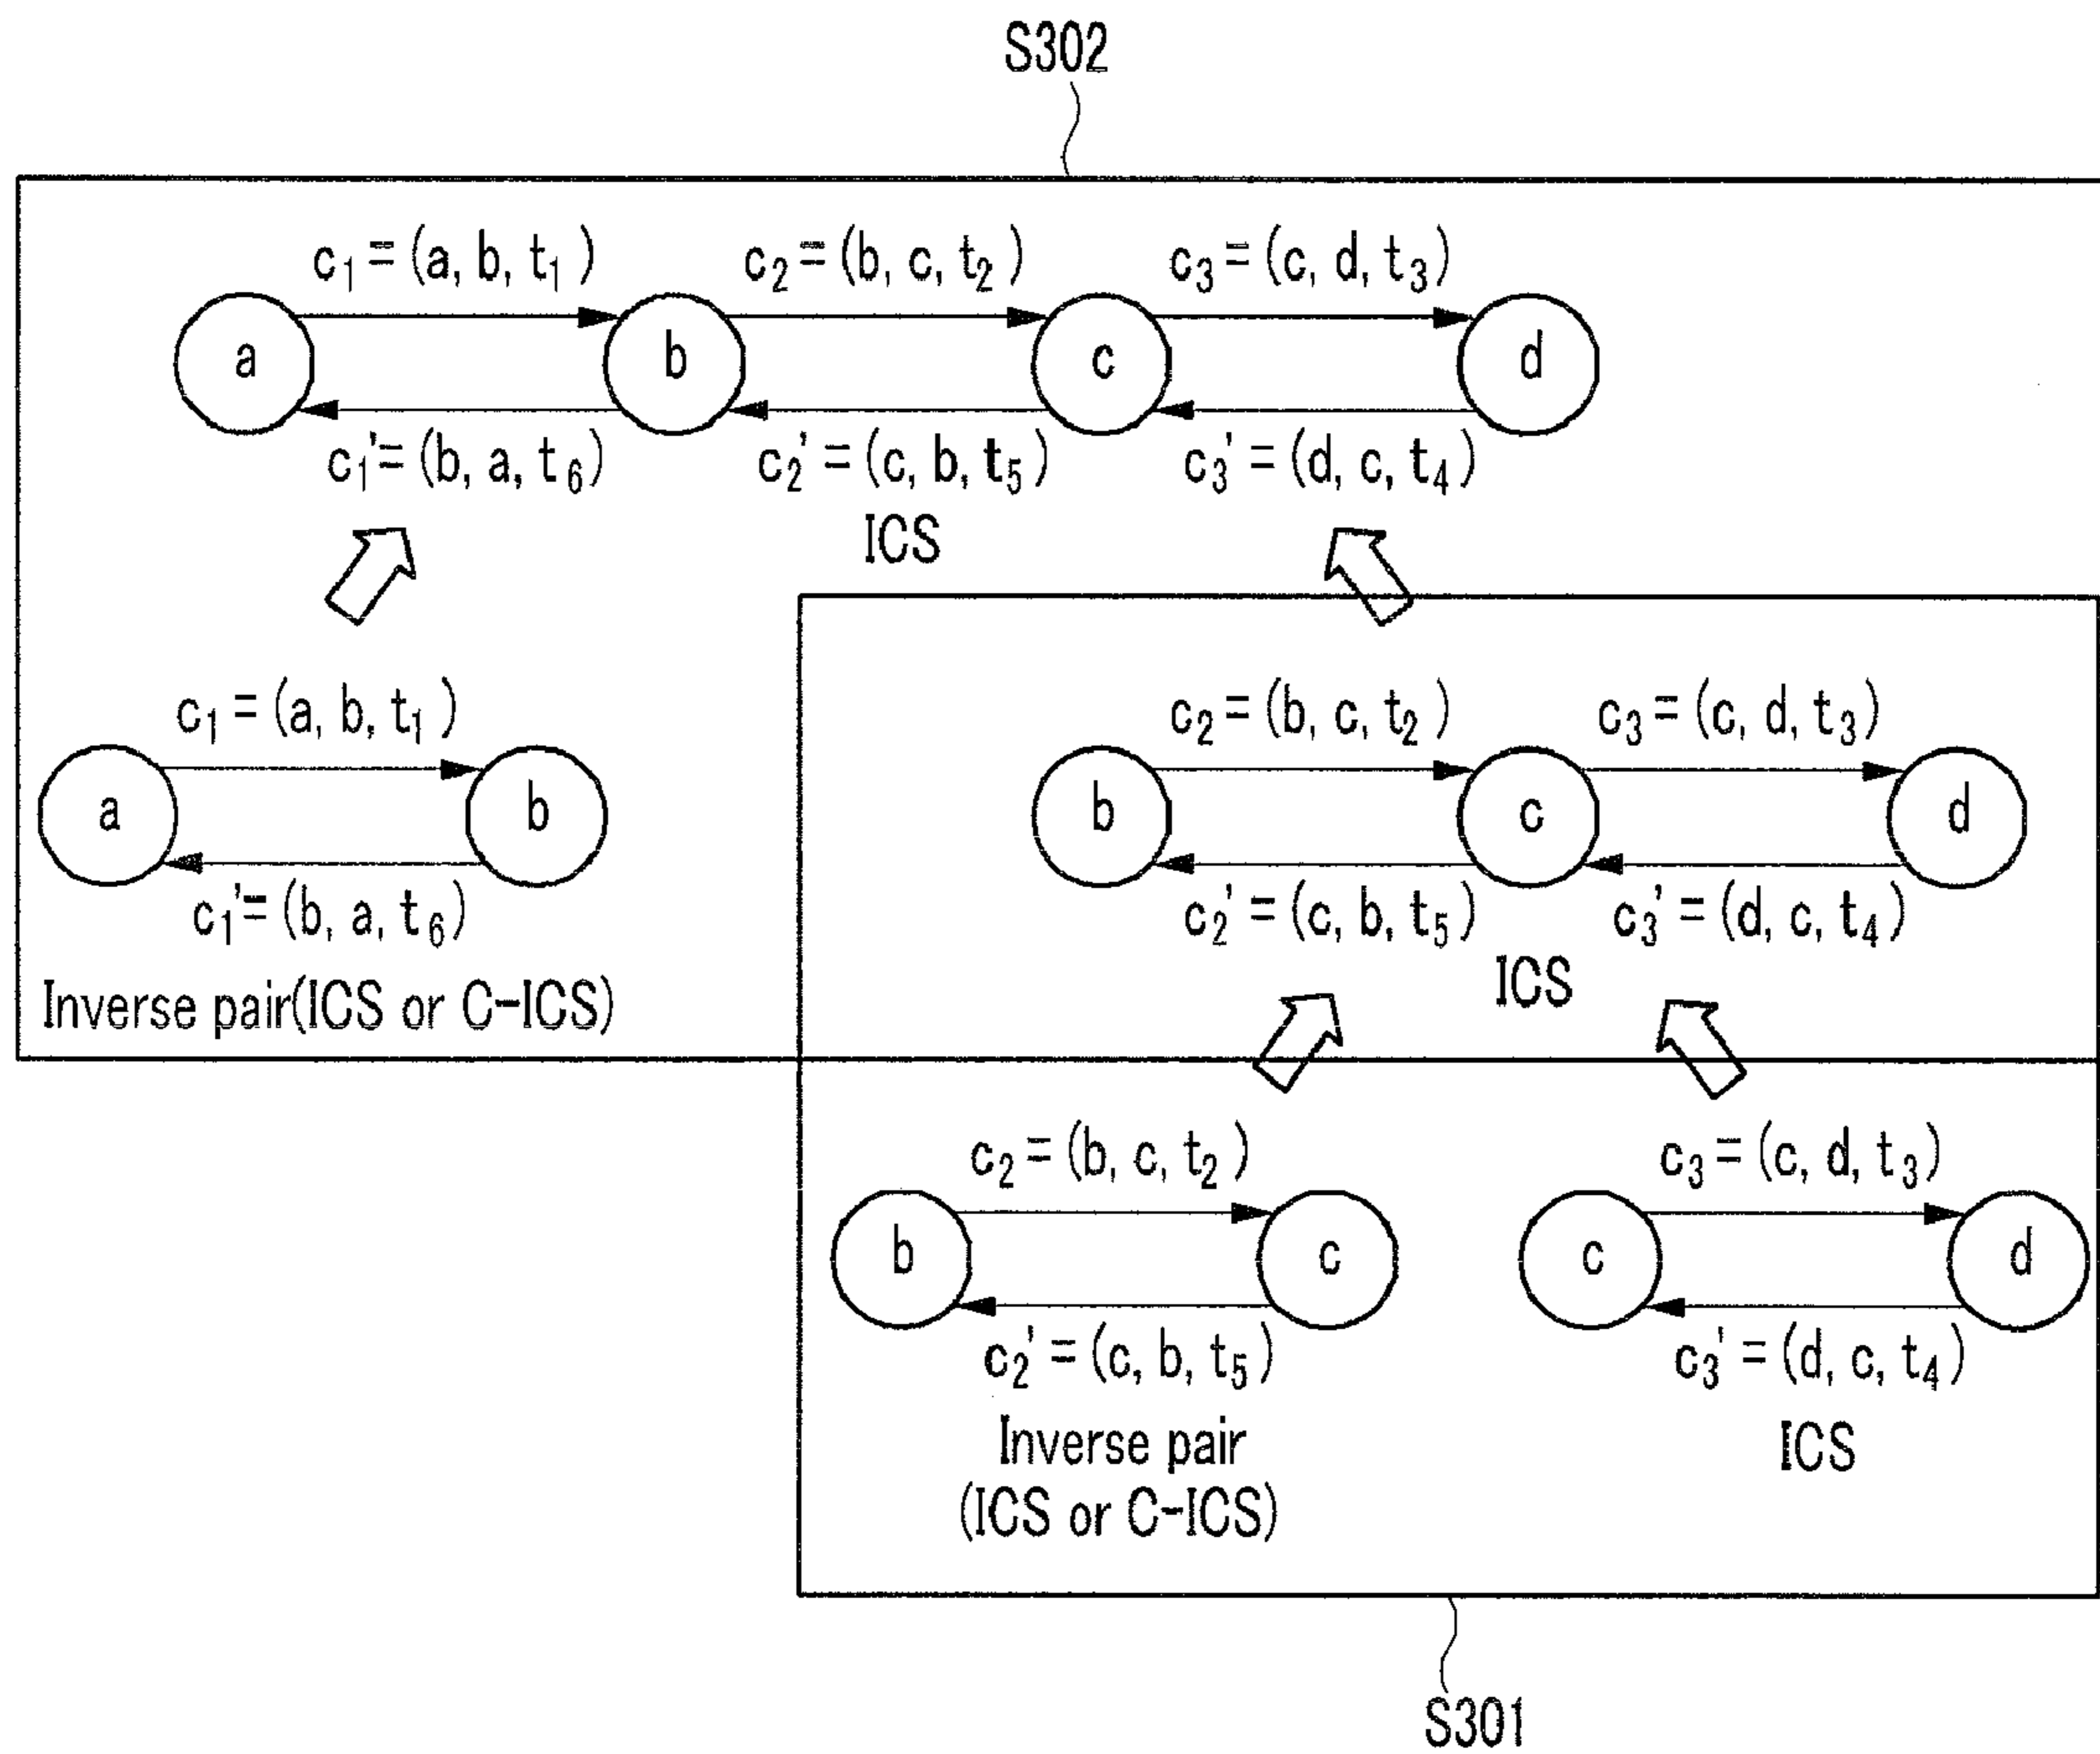 S302
c₁ = (a, b, t₁) c₂ = (b, c, t₂) c₃ = (c, d, t₃)
a b c d
c₁' = (b, a, t₆) c₂' = (c, b, t₅) c₃' = (d, c, t₄)
ICS
c₁ = (a, b, t₁) c₂ = (b, c, t₂) c₃ = (c, d, t₃)
a b b c d
c₁' = (b, a, t₆) c₂' = (c, b, t₅) c₃' = (d, c, t₄)
Inverse pair(ICS or C-ICS) ICS
c₂ = (b, c, t₂) c₃ = (c, d, t₃)
b c c d
c₂' = (c, b, t₅) c₃' = (d, c, t₄)
Inverse pair ICS
(ICS or C-ICS)
S301